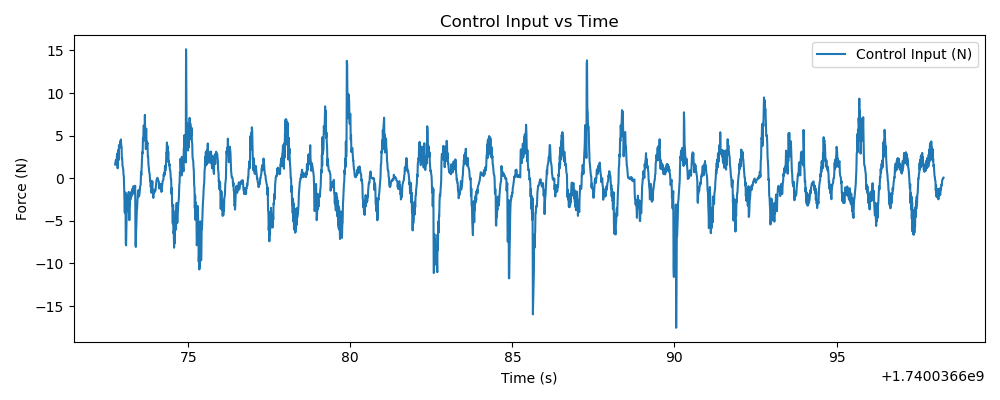 Control Input vs Time
Control Input (N)
Force (N)
15
10
5
0
−5
−10
−15
75
80
85
90
95
Time (s)
+1.7400366e9